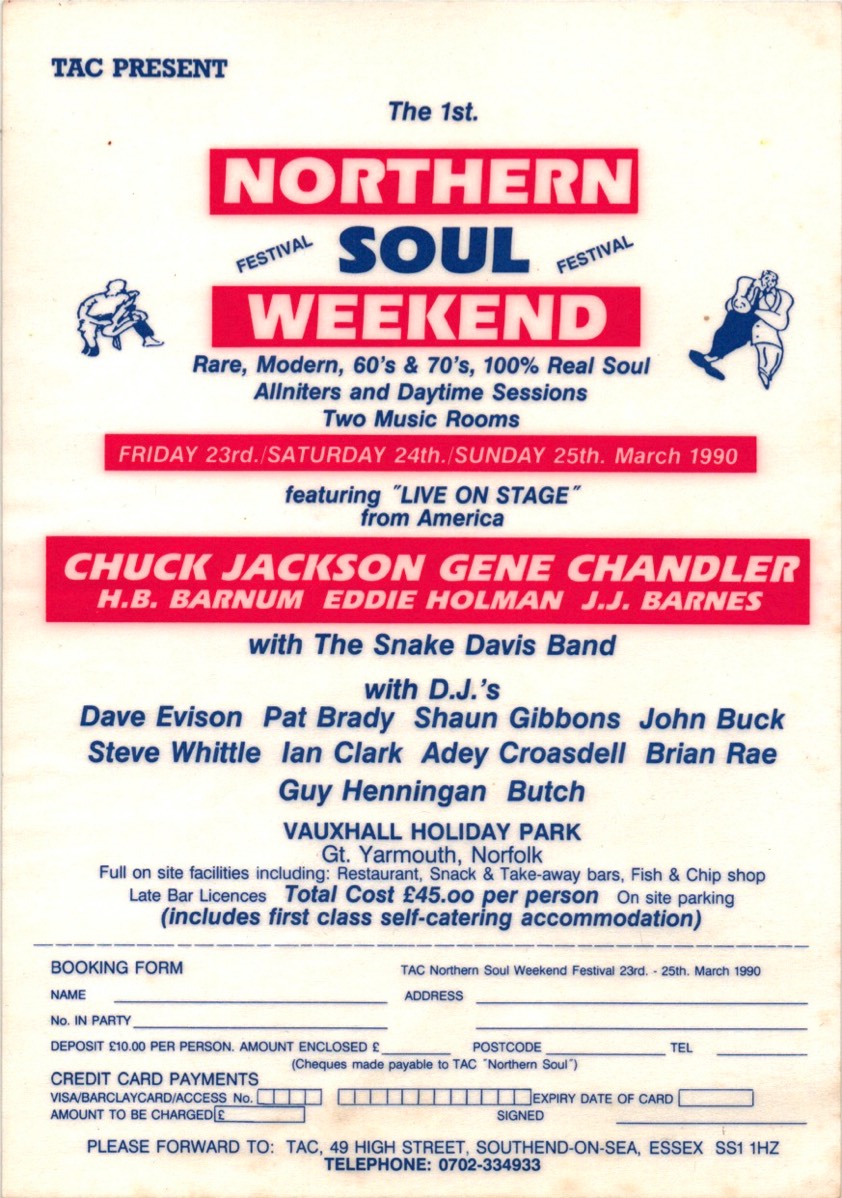 TAC PRESENT
The 1st.
NORTHERN
FESTIVAL SOUL FESTIVAL
WEEKEND
Rare, Modern, 60's & 70's, 100% Real Soul
Allniters and Daytime Sessions
Two Music Rooms
FRIDAY 23rd./SATURDAY 24th./SUNDAY 25th. March 1990
featuring "LIVE ON STAGE"
from America
CHUCK JACKSON GENE CHANDLER
H.B. BARNUM EDDIE HOLMAN J.J. BARNES
with The Snake Davis Band
with D.J.'s
Dave Evison Pat Brady Shaun Gibbons John Buck
Steve Whittle Ian Clark Adey Croasdell Brian Rae
Guy Henningan Butch
VAUXHALL HOLIDAY PARK
Gt. Yarmouth, Norfolk
Full on site facilities including: Restaurant, Snack & Take-away bars, Fish & Chip shop
Late Bar Licences Total Cost £45.00 per person On site parking
(includes first class self-catering accommodation)
BOOKING FORM TAC Northern Soul Weekend Festival 23rd. - 25th. March 1990
NAME ADDRESS
No. IN PARTY
DEPOSIT £10.00 PER PERSON. AMOUNT ENCLOSED £ POSTCODE TEL
(Cheques made payable to TAC "Northern Soul")
CREDIT CARD PAYMENTS
VISA/BARCLAYCARD/ACCESS No. EXPIRY DATE OF CARD
AMOUNT TO BE CHARGED £ SIGNED
PLEASE FORWARD TO: TAC, 49 HIGH STREET, SOUTHEND-ON-SEA, ESSEX SS1 1HZ
TELEPHONE: 0702-334933